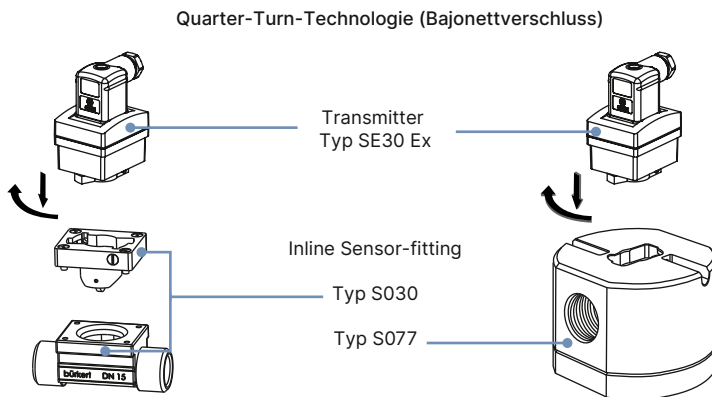 Quarter-Turn-Technologie (Bajonettverschluss)
Transmitter
Typ SE30 Ex
Inline Sensor-fitting
Typ S030
Typ S077
bürkert DN 15